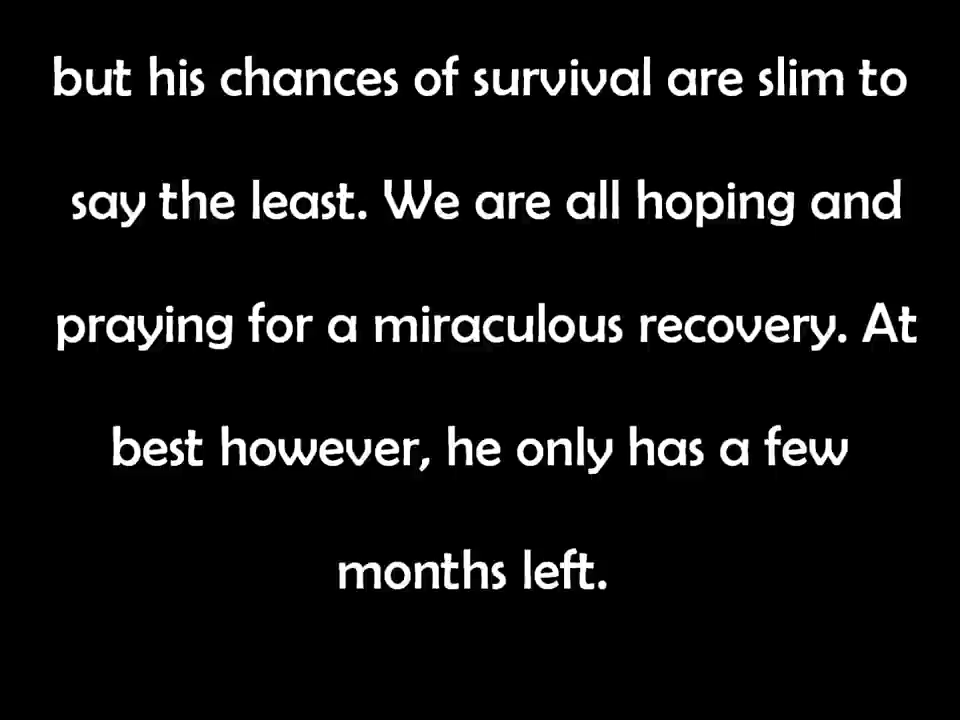 but his chances of survival are slim to
say the least. We are all hoping and
praying for a miraculous recovery. At
best however, he only has a few
months left.